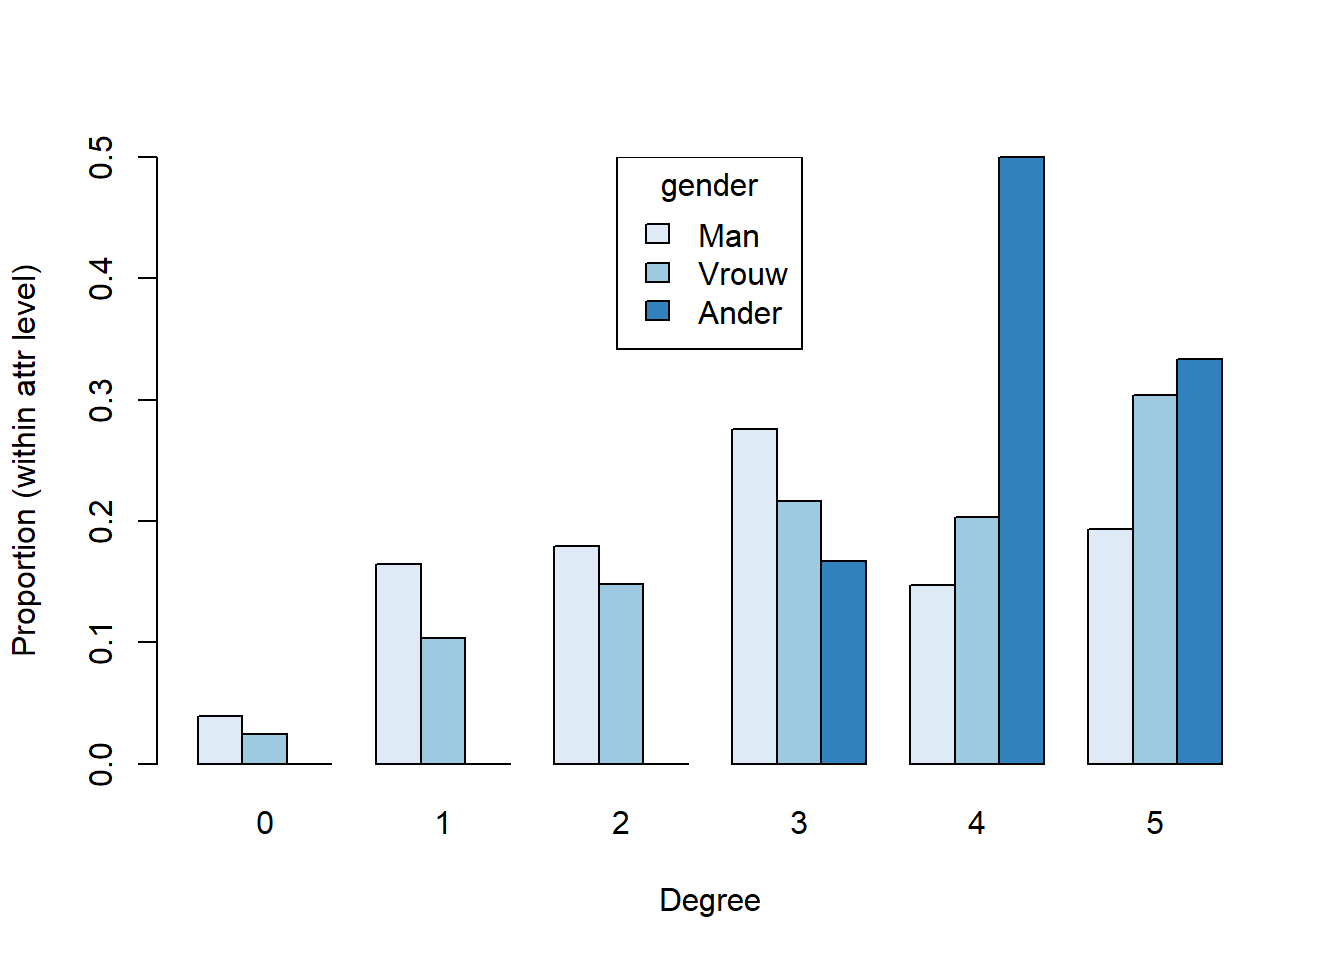 0.5
0.4
0.3
0.2
0.1
0.0
Proportion (within attr level)
gender
Man
Vrouw
Ander
0 1 2 3 4 5
Degree